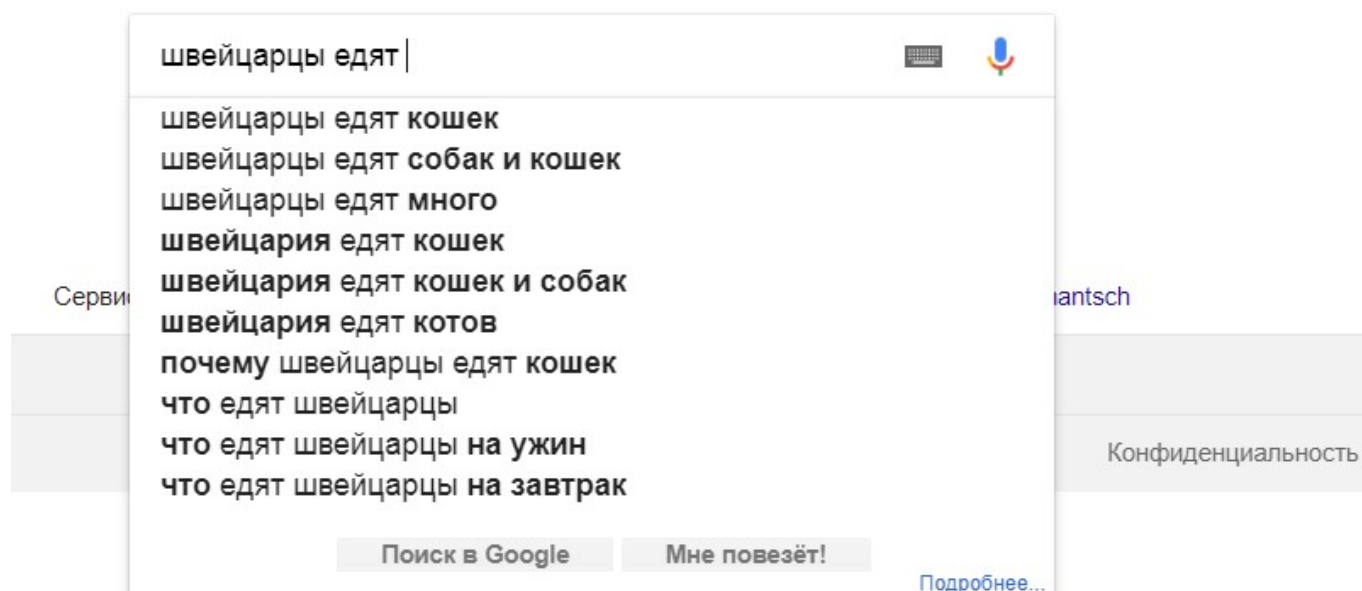 швейцарцы едят
швейцарцы едят кошек
швейцарцы едят собак и кошек
швейцарцы едят много
швейцария едят кошек
швейцария едят кошек и собак
швейцария едят котов
почему швейцарцы едят кошек
что едят швейцарцы
что едят швейцарцы на ужин
что едят швейцарцы на завтрак
Поиск в Google Мне повезёт!
Подробнее...
Конфиденциальность